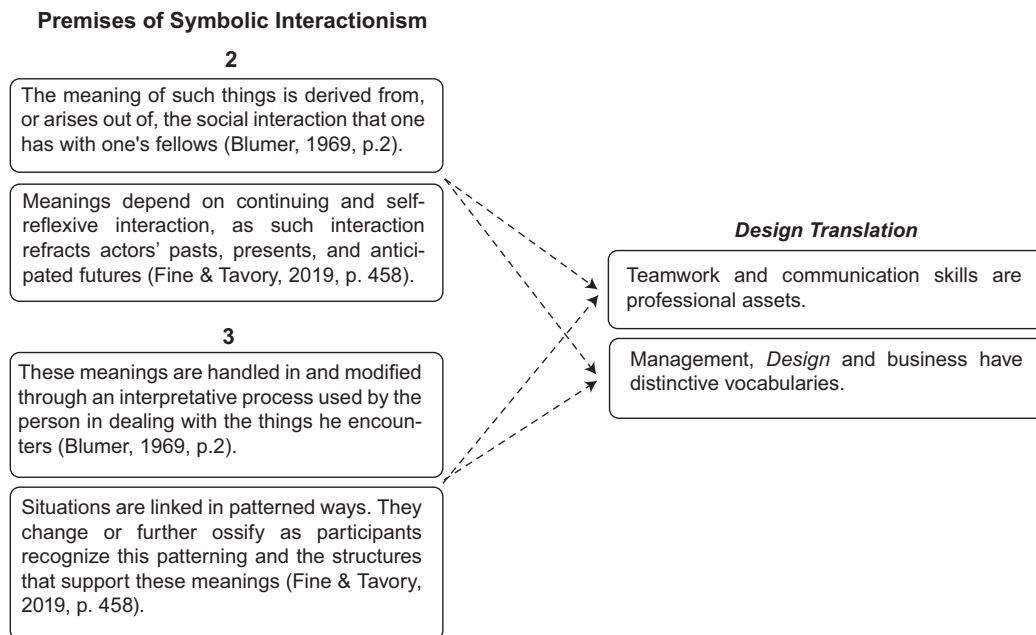 Premises of Symbolic Interactionism
2
The meaning of such things is derived from,
or arises out of, the social interaction that one
has with one's fellows (Blumer, 1969, p.2).
Meanings depend on continuing and self-
reflexive interaction, as such interaction
refracts actors’ pasts, presents, and antici-
pated futures (Fine & Tavory, 2019, p. 458).
3
These meanings are handled in and modified
through an interpretative process used by the
person in dealing with the things he encoun-
ters (Blumer, 1969, p.2).
Situations are linked in patterned ways. They
change or further ossify as participants
recognize this patterning and the structures
that support these meanings (Fine & Tavory,
2019, p. 458).
Design Translation
Teamwork and communication skills are
professional assets.
Management, Design and business have
distinctive vocabularies.